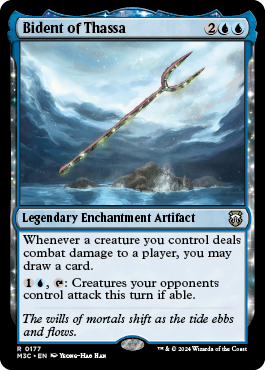 Bident of Thassa 2
Legendary Enchantment Artifact
Whenever a creature you control deals
combat damage to a player, you may
draw a card.
1 , : Creatures your opponents
control attack this turn if able.
The wills of mortals shift as the tide ebbs
and flows.
R 0177
M3C • EN Yeong-Hao Han ™ & © 2024 Wizards of the Coast